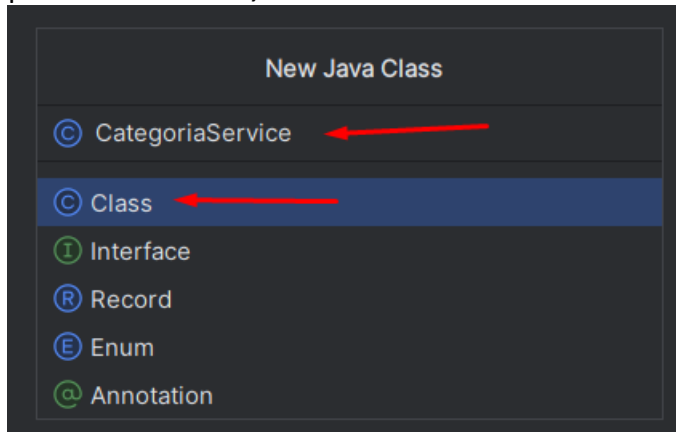 New Java Class
CategoriaService
Class
Interface
Record
Enum
Annotation